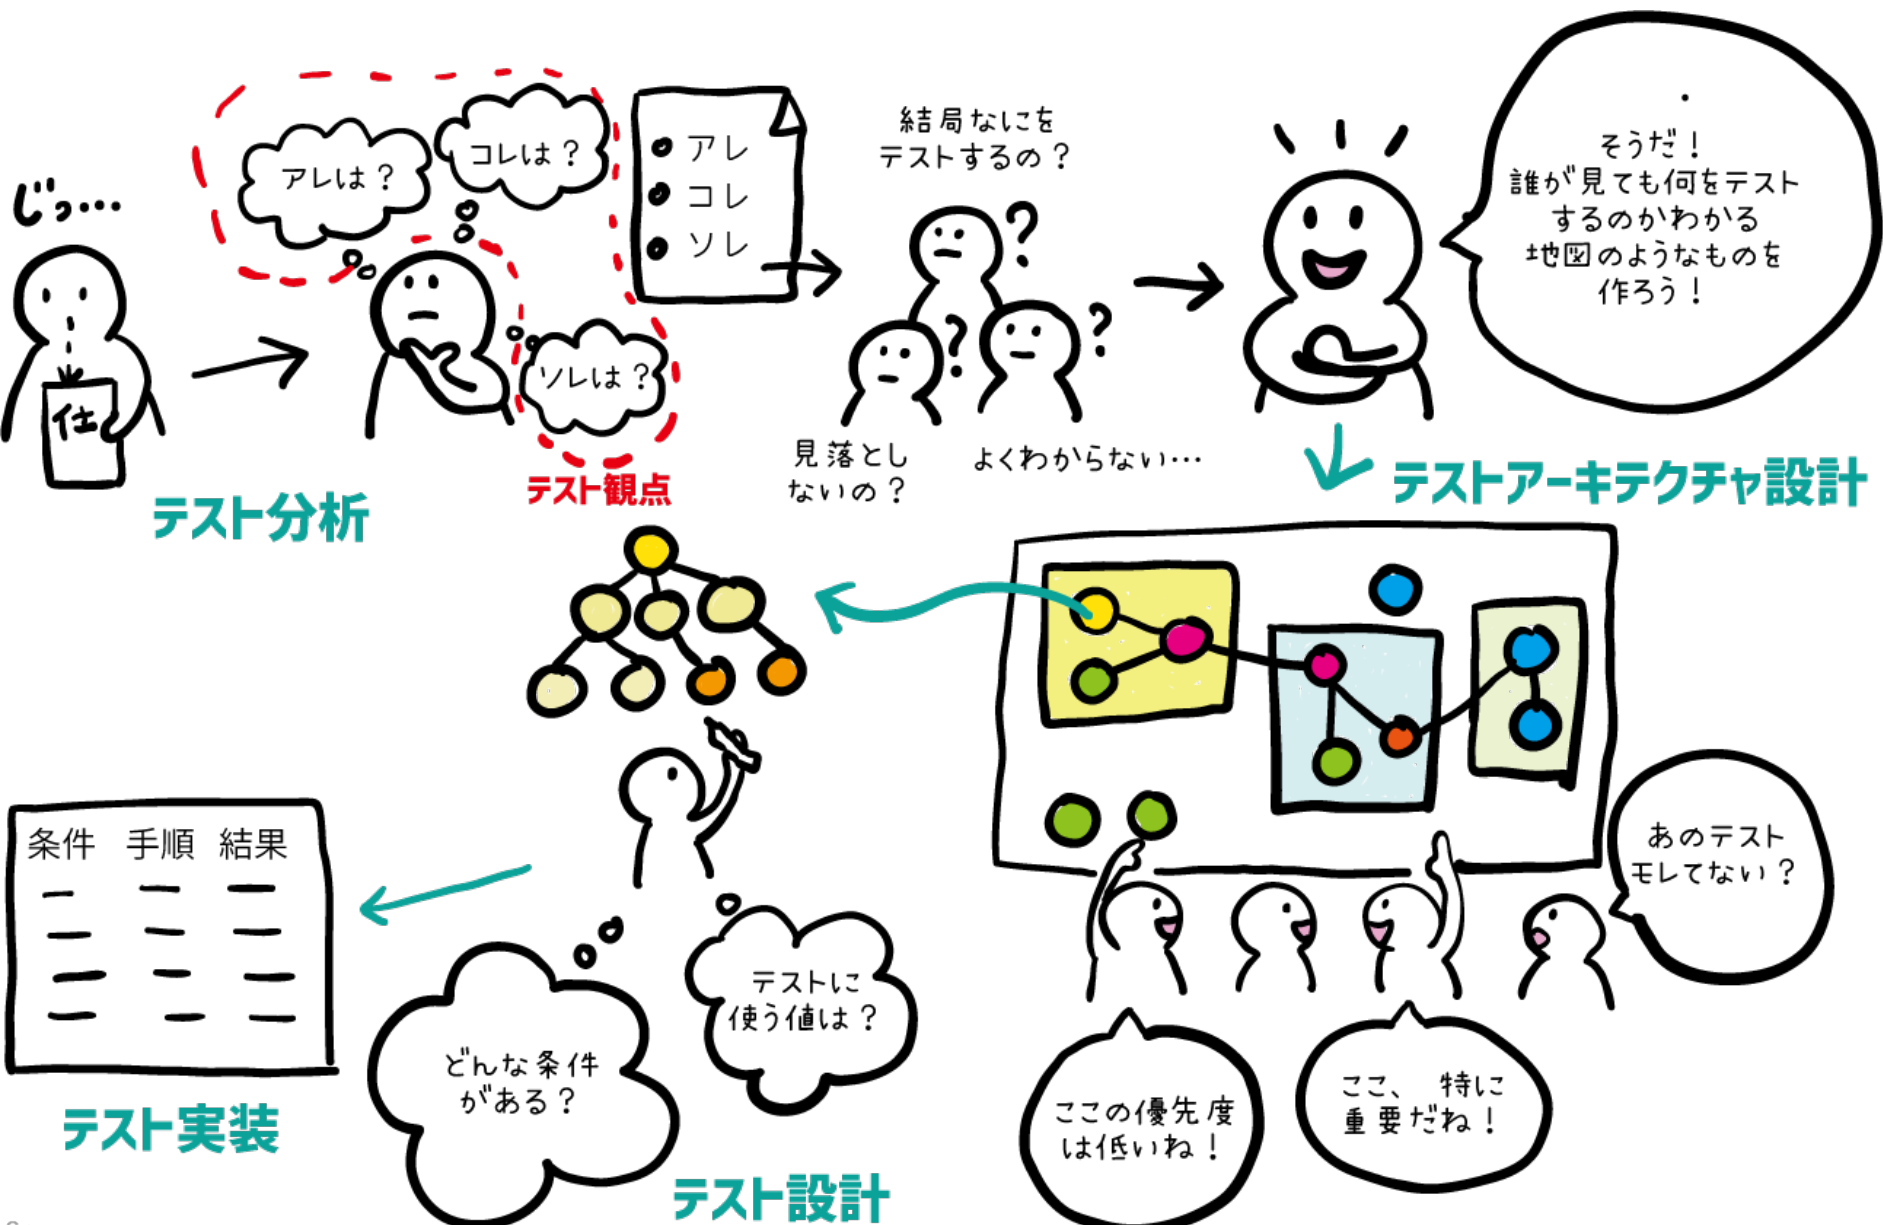 じっ…
仕
アレは？
コレは？
ソレは？
テスト分析
テスト観点
アレ
コレ
ソレ
結局なにを
テストするの？
?
?
?
見落とし
ないの？
よくわからない…
そうだ！
誰が見ても何をテスト
するのかわかる
地図のようなものを
作ろう！
テストアーキテクチャ設計
あのテスト
モレてない？
ここの優先度
は低いね！
ここ、特に
重要だね！
テストに
使う値は？
どんな条件
がある？
テスト設計
条件 手順 結果
テスト実装